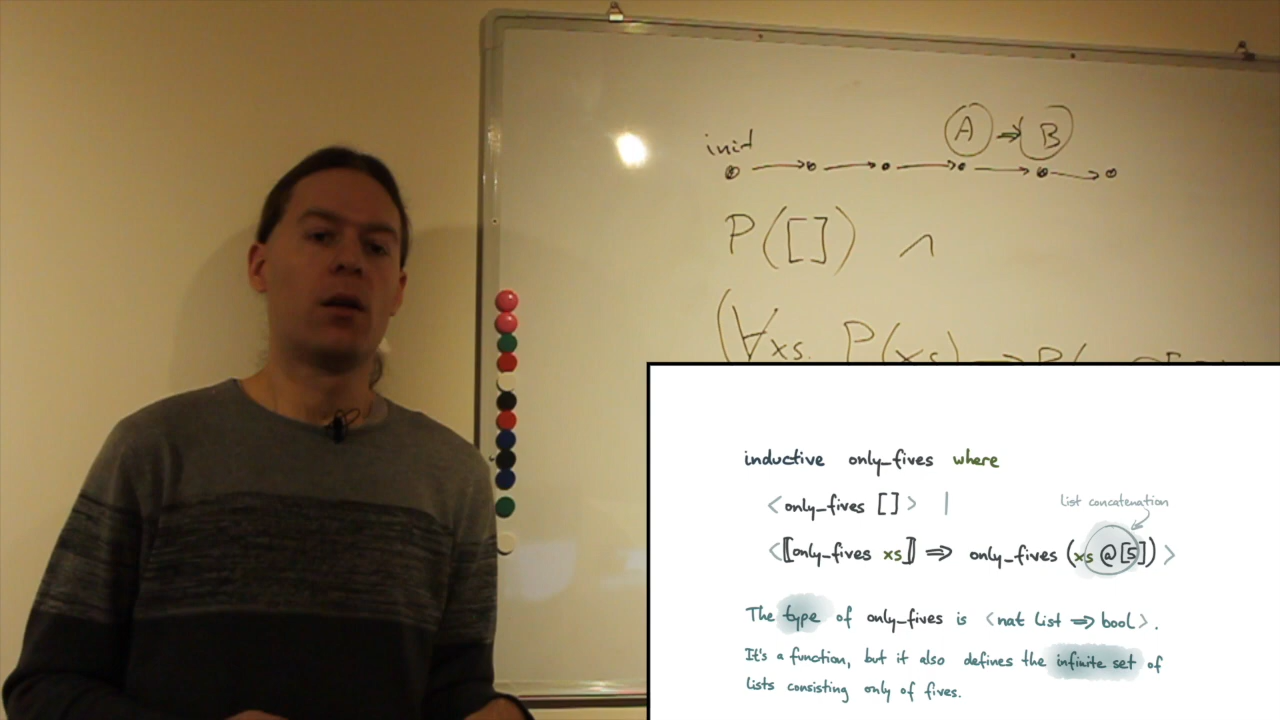 init
A ⇒ B
P([]) ∧
(∀xs. P(xs) → P(
inductive only_fives where
<only_fives []> |
list concatenation
<⟦only_fives xs⟧ ⟹ only_fives (xs @ [5])>
The type of only_fives is <nat list ⇒ bool>.
It's a function, but it also defines the infinite set of
lists consisting only of fives.